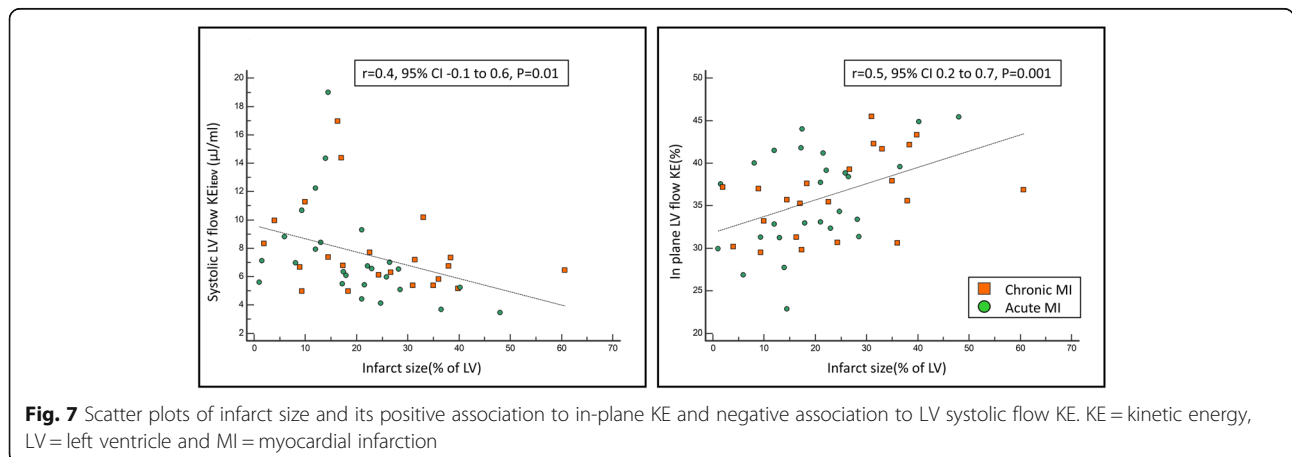 r=0.4, 95% CI -0.1 to 0.6, P=0.01
20
18
16
14
12
10
8
6
4
2
Systolic LV flow KEiEDV (µJ/ml)
0 10 20 30 40 50 60 70
Infarct size(% of LV)
r=0.5, 95% CI 0.2 to 0.7, P=0.001
50
45
40
35
30
25
20
In plane LV flow KE(%)
Chronic MI
Acute MI
0 10 20 30 40 50 60 70
Infarct size(% of LV)
Fig. 7 Scatter plots of infarct size and its positive association to in-plane KE and negative association to LV systolic flow KE. KE = kinetic energy,
LV = left ventricle and MI = myocardial infarction